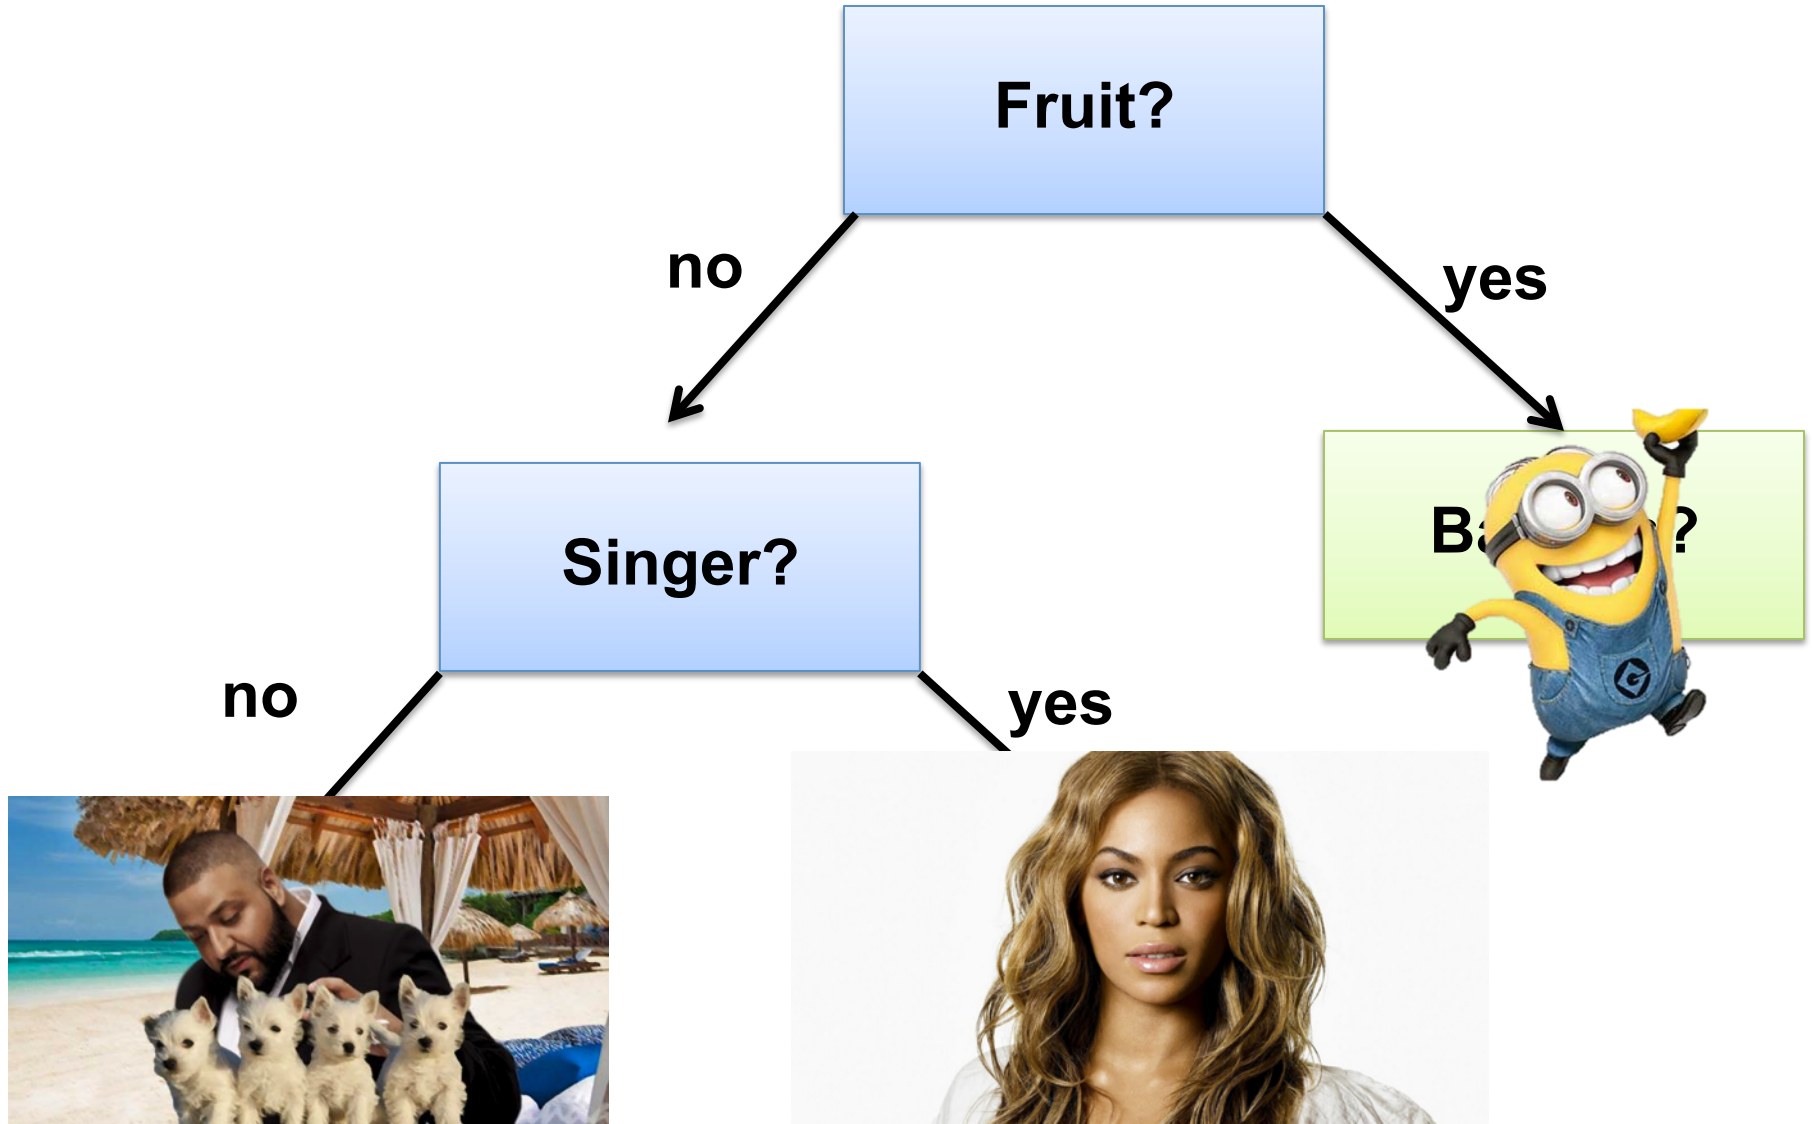 Fruit?
no
yes
Singer?
no
yes